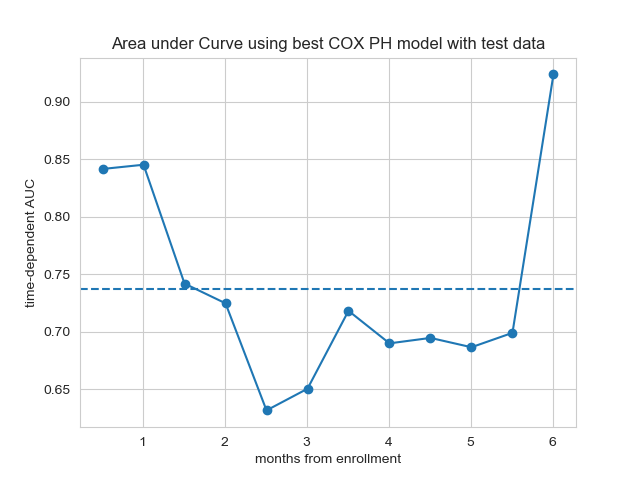 Area under Curve using best COX PH model with test data
time-dependent AUC
0.90
0.85
0.80
0.75
0.70
0.65
1 2 3 4 5 6
months from enrollment